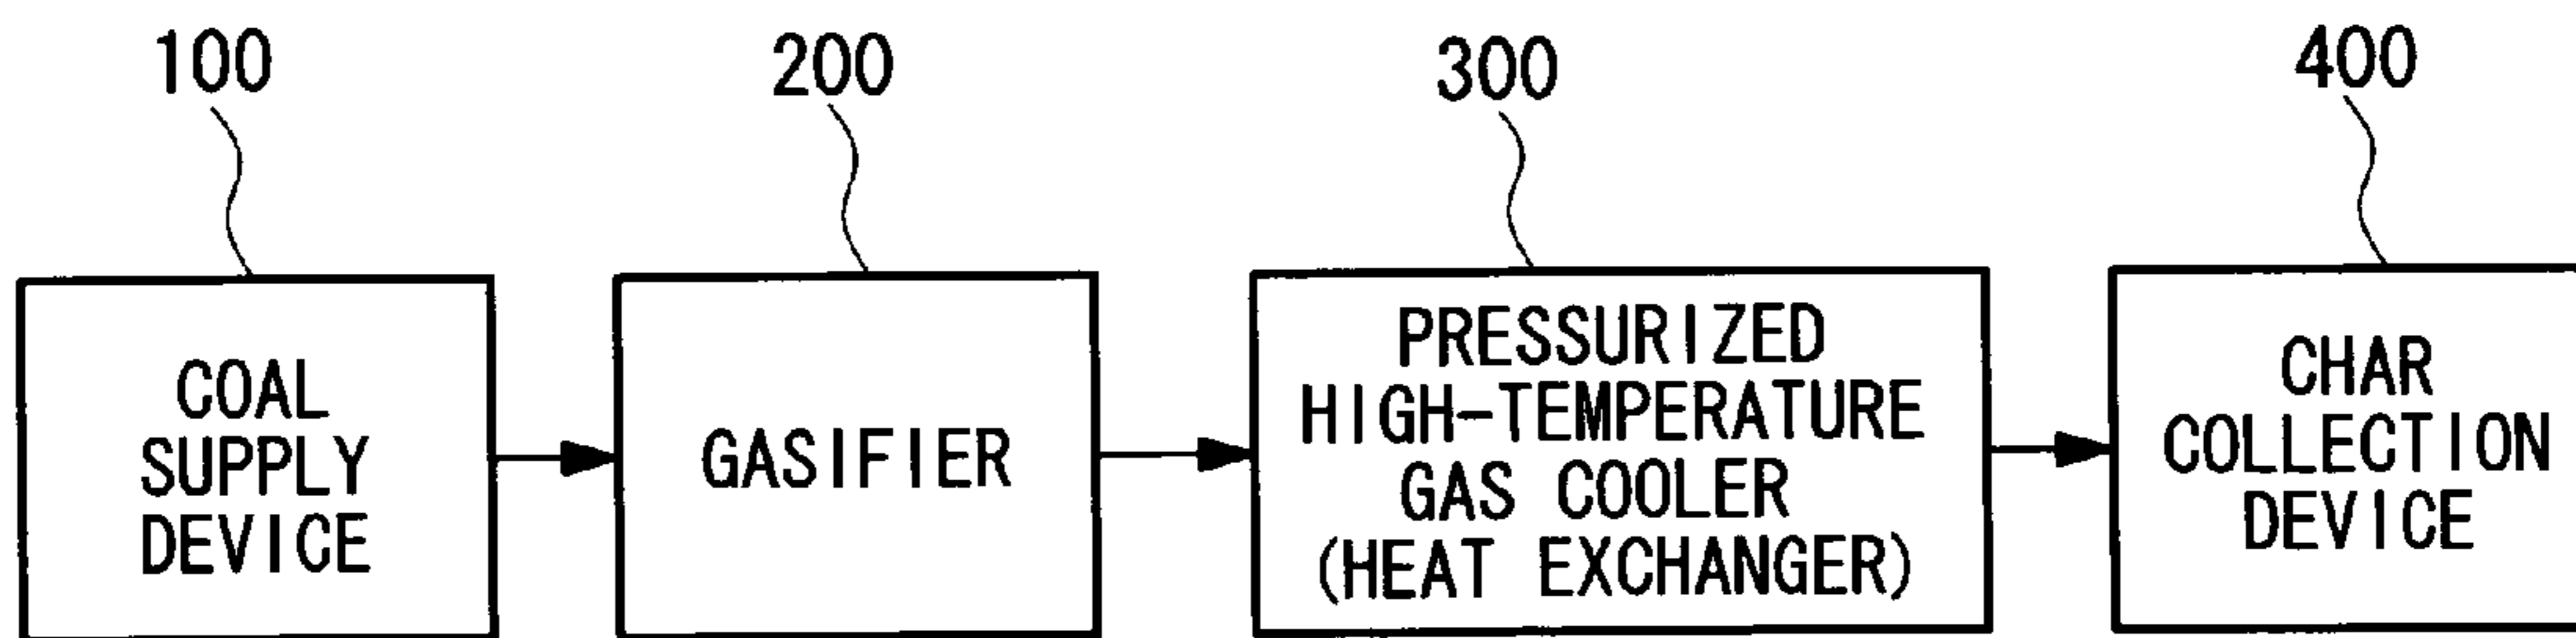 100
200
300
400
COAL
SUPPLY
DEVICE
GASIFIER
PRESSURIZED
HIGH-TEMPERATURE
GAS COOLER
(HEAT EXCHANGER)
CHAR
COLLECTION
DEVICE